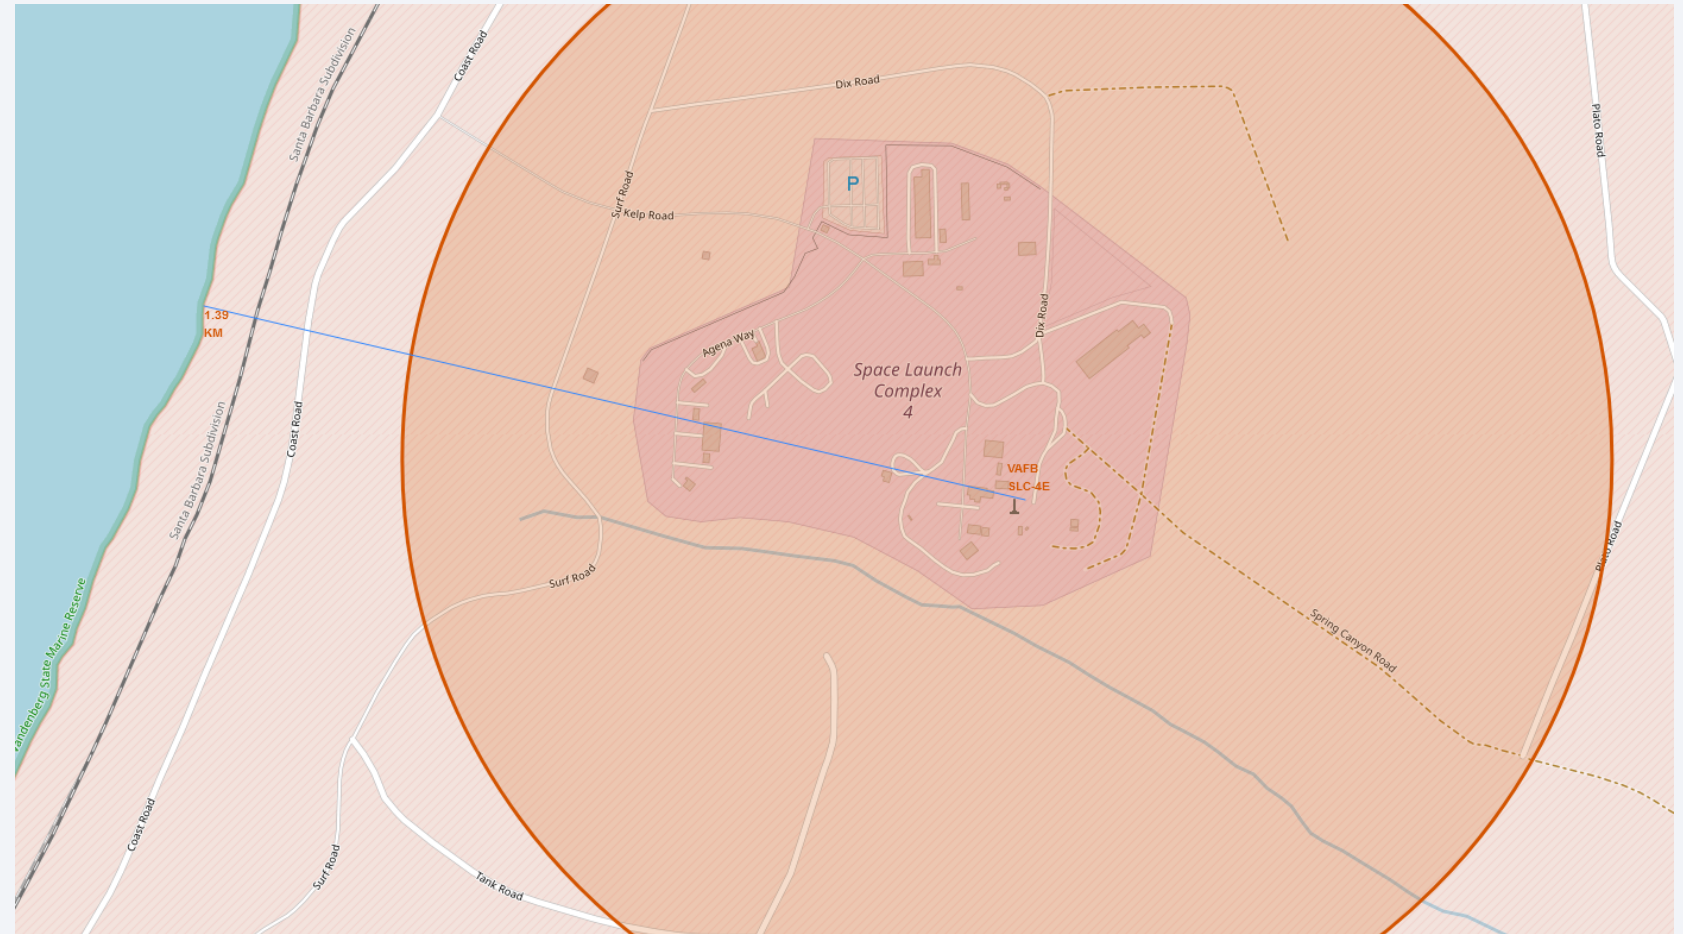 Santa Barbara Subdivision
Coast Road
Dix Road
Plato Road
P
Surf Road
Kelp Road
1.39
KM
Agena Way
Dix Road
Space Launch
Complex
4
Coast Road
Santa Barbara Subdivision
VAFB
SLC-4E
Plato Road
Surf Road
Vandenberg State Marine Reserve
Spring Canyon Road
Coast Road
Surf Road
Tank Road